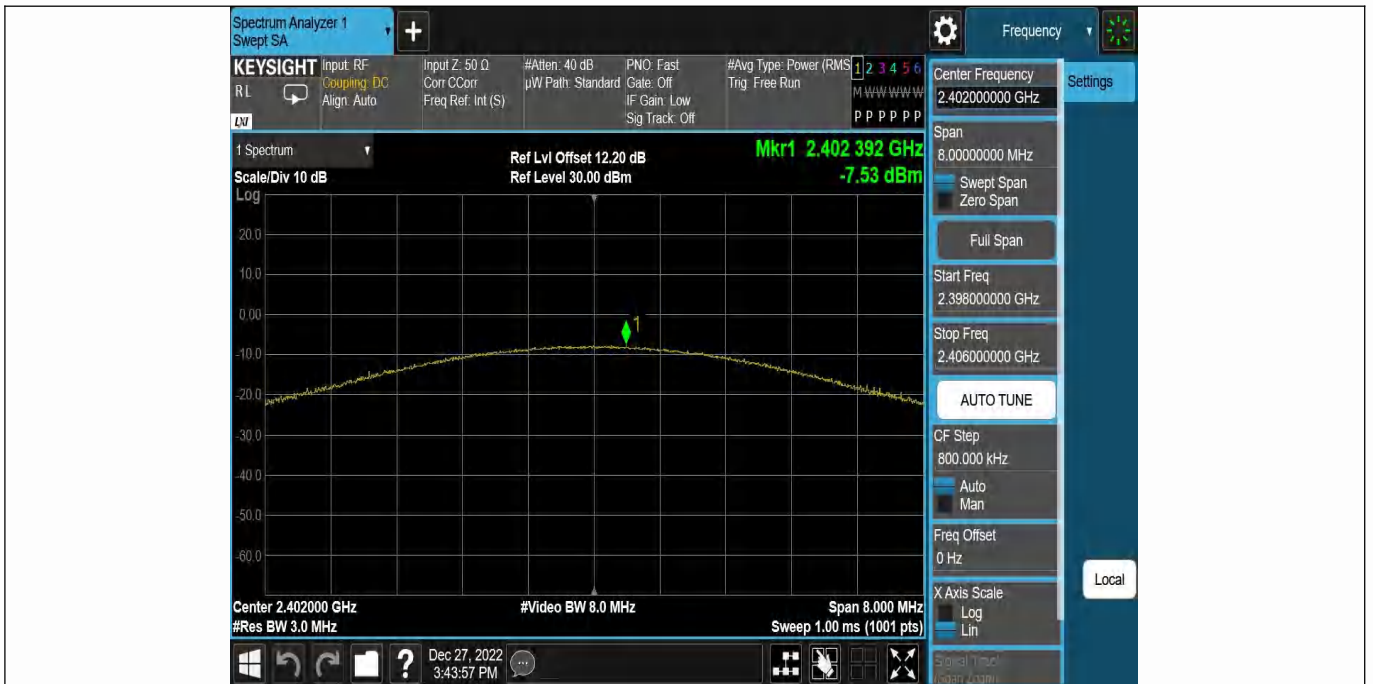 Spectrum Analyzer 1
Swept SA
+
Frequency
KEYSIGHT
RL
LXI
Input: RF
Coupling: DC
Align: Auto
Input Z: 50 Ω
Corr CCorr
Freq Ref: Int (S)
#Atten: 40 dB
µW Path: Standard
PNO: Fast
Gate: Off
IF Gain: Low
Sig Track: Off
#Avg Type: Power (RMS
Trig: Free Run
1 2 3 4 5 6
M W W W W W
P P P P P P
1 Spectrum
Scale/Div 10 dB
Ref Lvl Offset 12.20 dB
Ref Level 30.00 dBm
Mkr1 2.402 392 GHz
-7.53 dBm
Log
20.0
10.0
0.00
-10.0
-20.0
-30.0
-40.0
-50.0
-60.0
1
Center 2.402000 GHz
#Res BW 3.0 MHz
#Video BW 8.0 MHz
Span 8.000 MHz
Sweep 1.00 ms (1001 pts)
Center Frequency
2.402000000 GHz
Settings
Span
8.00000000 MHz
Swept Span
Zero Span
Full Span
Start Freq
2.398000000 GHz
Stop Freq
2.406000000 GHz
AUTO TUNE
CF Step
800.000 kHz
Auto
Man
Freq Offset
0 Hz
X Axis Scale
Log
Lin
Signal Track
(Span Zoom)
Local
?
Dec 27, 2022
3:43:57 PM